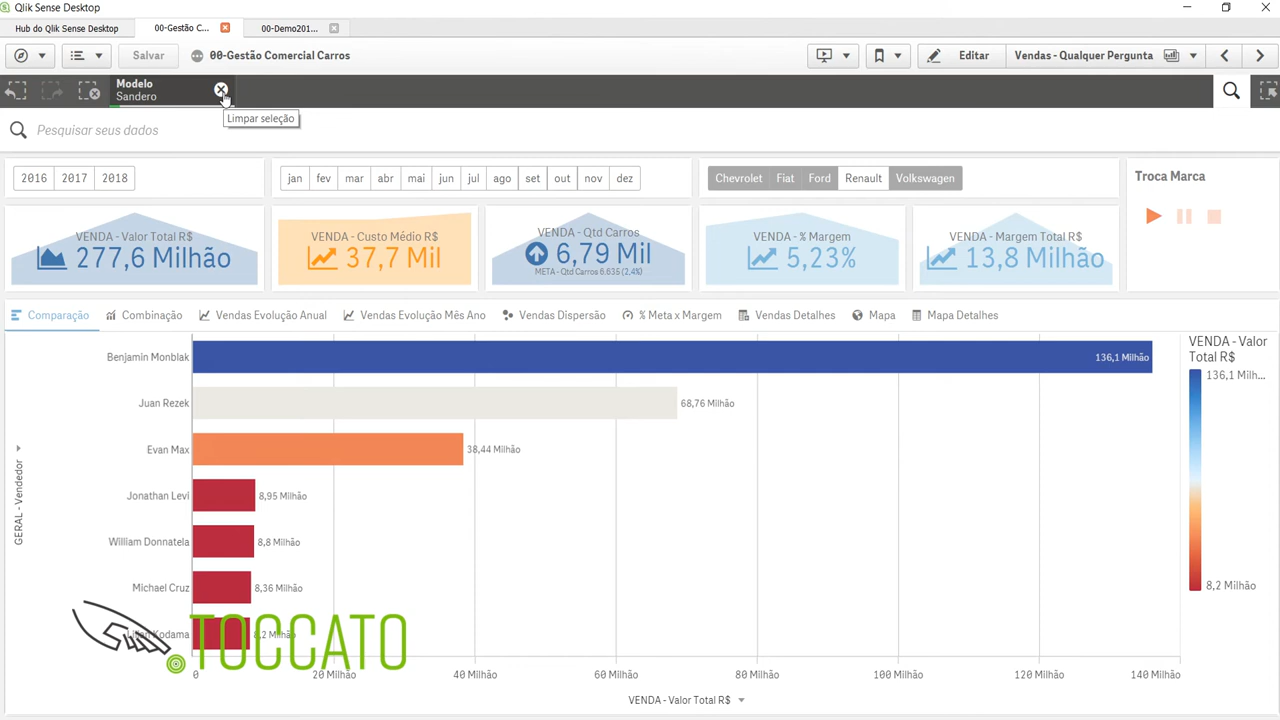 Qlik Sense Desktop
Hub do Qlik Sense Desktop
00-Gestão C...
00-Demo201...
Salvar
00-Gestão Comercial Carros
Editar
Vendas - Qualquer Pergunta
Modelo
Sandero
Limpar seleção
Pesquisar seus dados
2016 2017 2018
jan fev mar abr mai jun jul ago set out nov dez
Chevrolet Fiat Ford Renault Volkswagen
Troca Marca
VENDA - Valor Total R$
277,6 Milhão
VENDA - Custo Médio R$
37,7 Mil
VENDA - Qtd Carros
6,79 Mil
META - Qtd Carros 6.635 (2,4%)
VENDA - % Margem
5,23%
VENDA - Margem Total R$
13,8 Milhão
Comparação
Combinação
Vendas Evolução Anual
Vendas Evolução Mês Ano
Vendas Dispersão
% Meta x Margem
Vendas Detalhes
Mapa
Mapa Detalhes
GERAL - Vendedor
Benjamin Monblak 136,1 Milhão
Juan Rezek 68,76 Milhão
Evan Max 38,44 Milhão
Jonathan Levi 8,95 Milhão
William Donnatela 8,8 Milhão
Michael Cruz 8,36 Milhão
Kodama 8,2 Milhão
TOCCATO
0 20 Milhão 40 Milhão 60 Milhão 80 Milhão 100 Milhão 120 Milhão 140 Milhão
VENDA - Valor Total R$
VENDA - Valor
Total R$
136,1 Milh...
8,2 Milhão